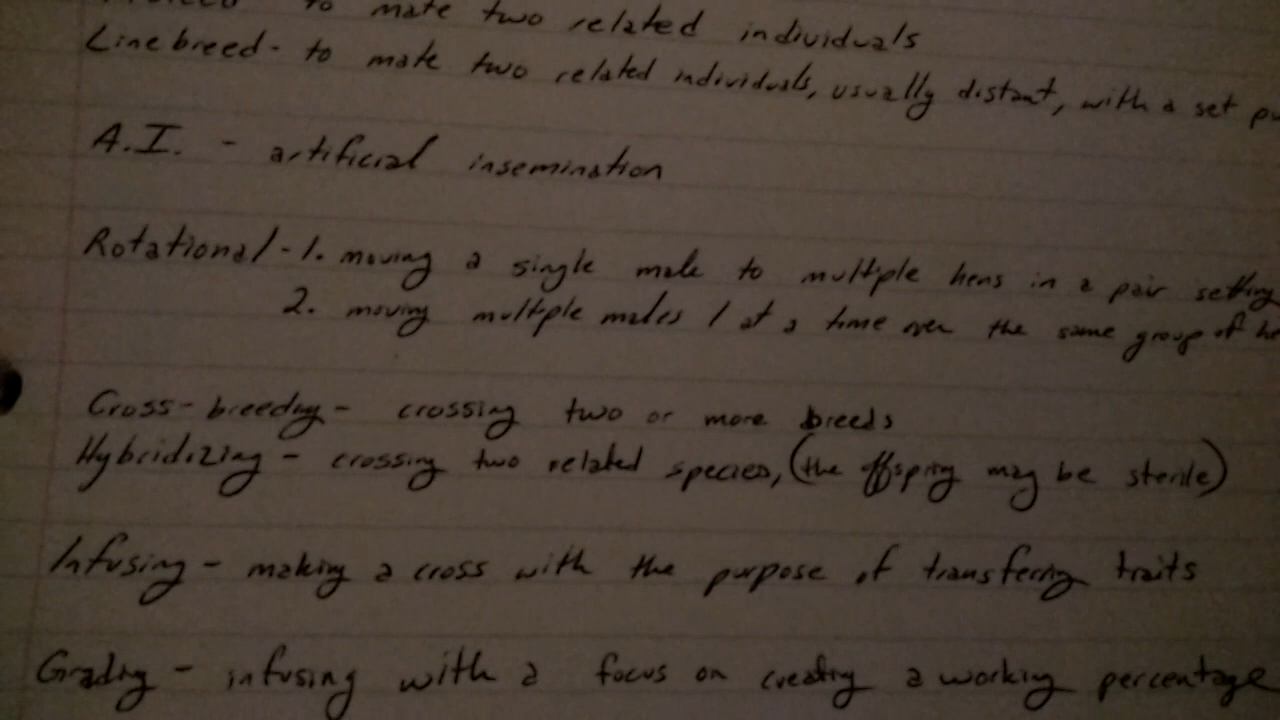 to mate two related individuals
Linebreed - to mate two related individuals, usually distant, with a set
A.I. - artificial insemination
Rotational - 1. moving a single male to multiple hens in a pair setting
2. moving multiple males 1 at a time over the same group of
Cross-breeding - crossing two or more breeds
Hybridizing - crossing two related species, (the offspring may be sterile)
Infusing - making a cross with the purpose of transferring traits
Grading - infusing with a focus on creating a working percentage